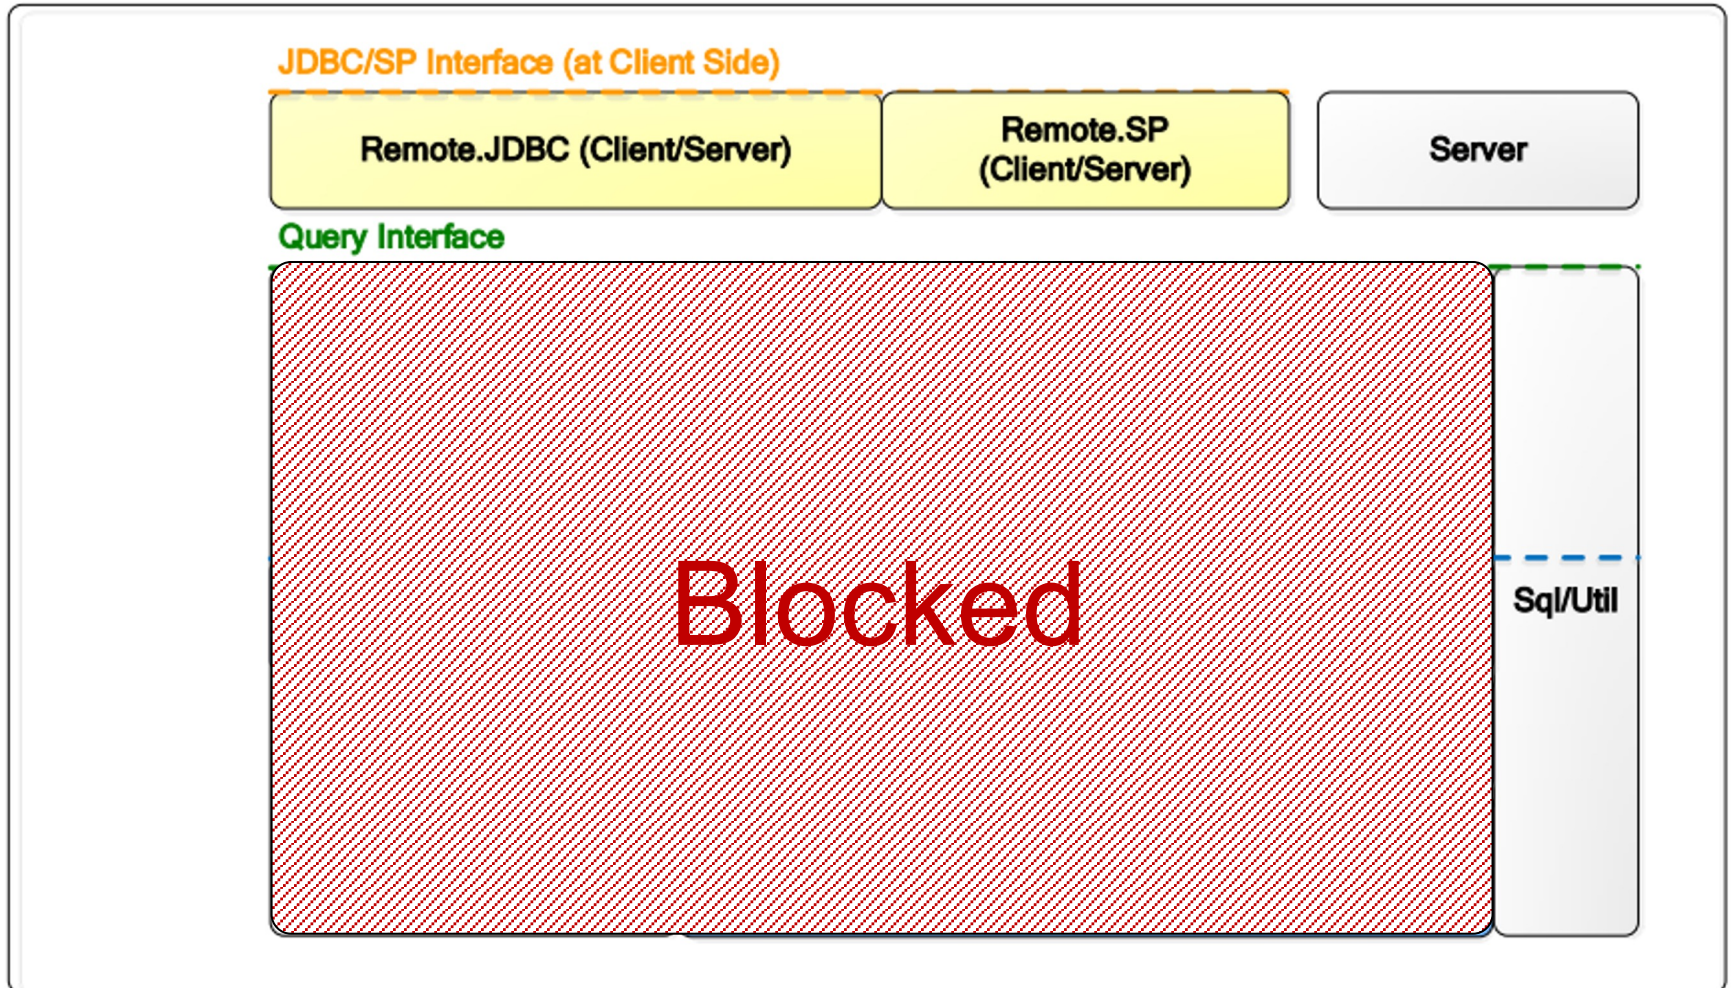 JDBC/SP Interface (at Client Side)
Remote.JDBC (Client/Server)
Remote.SP
(Client/Server)
Server
Query Interface
Blocked
Sql/Util